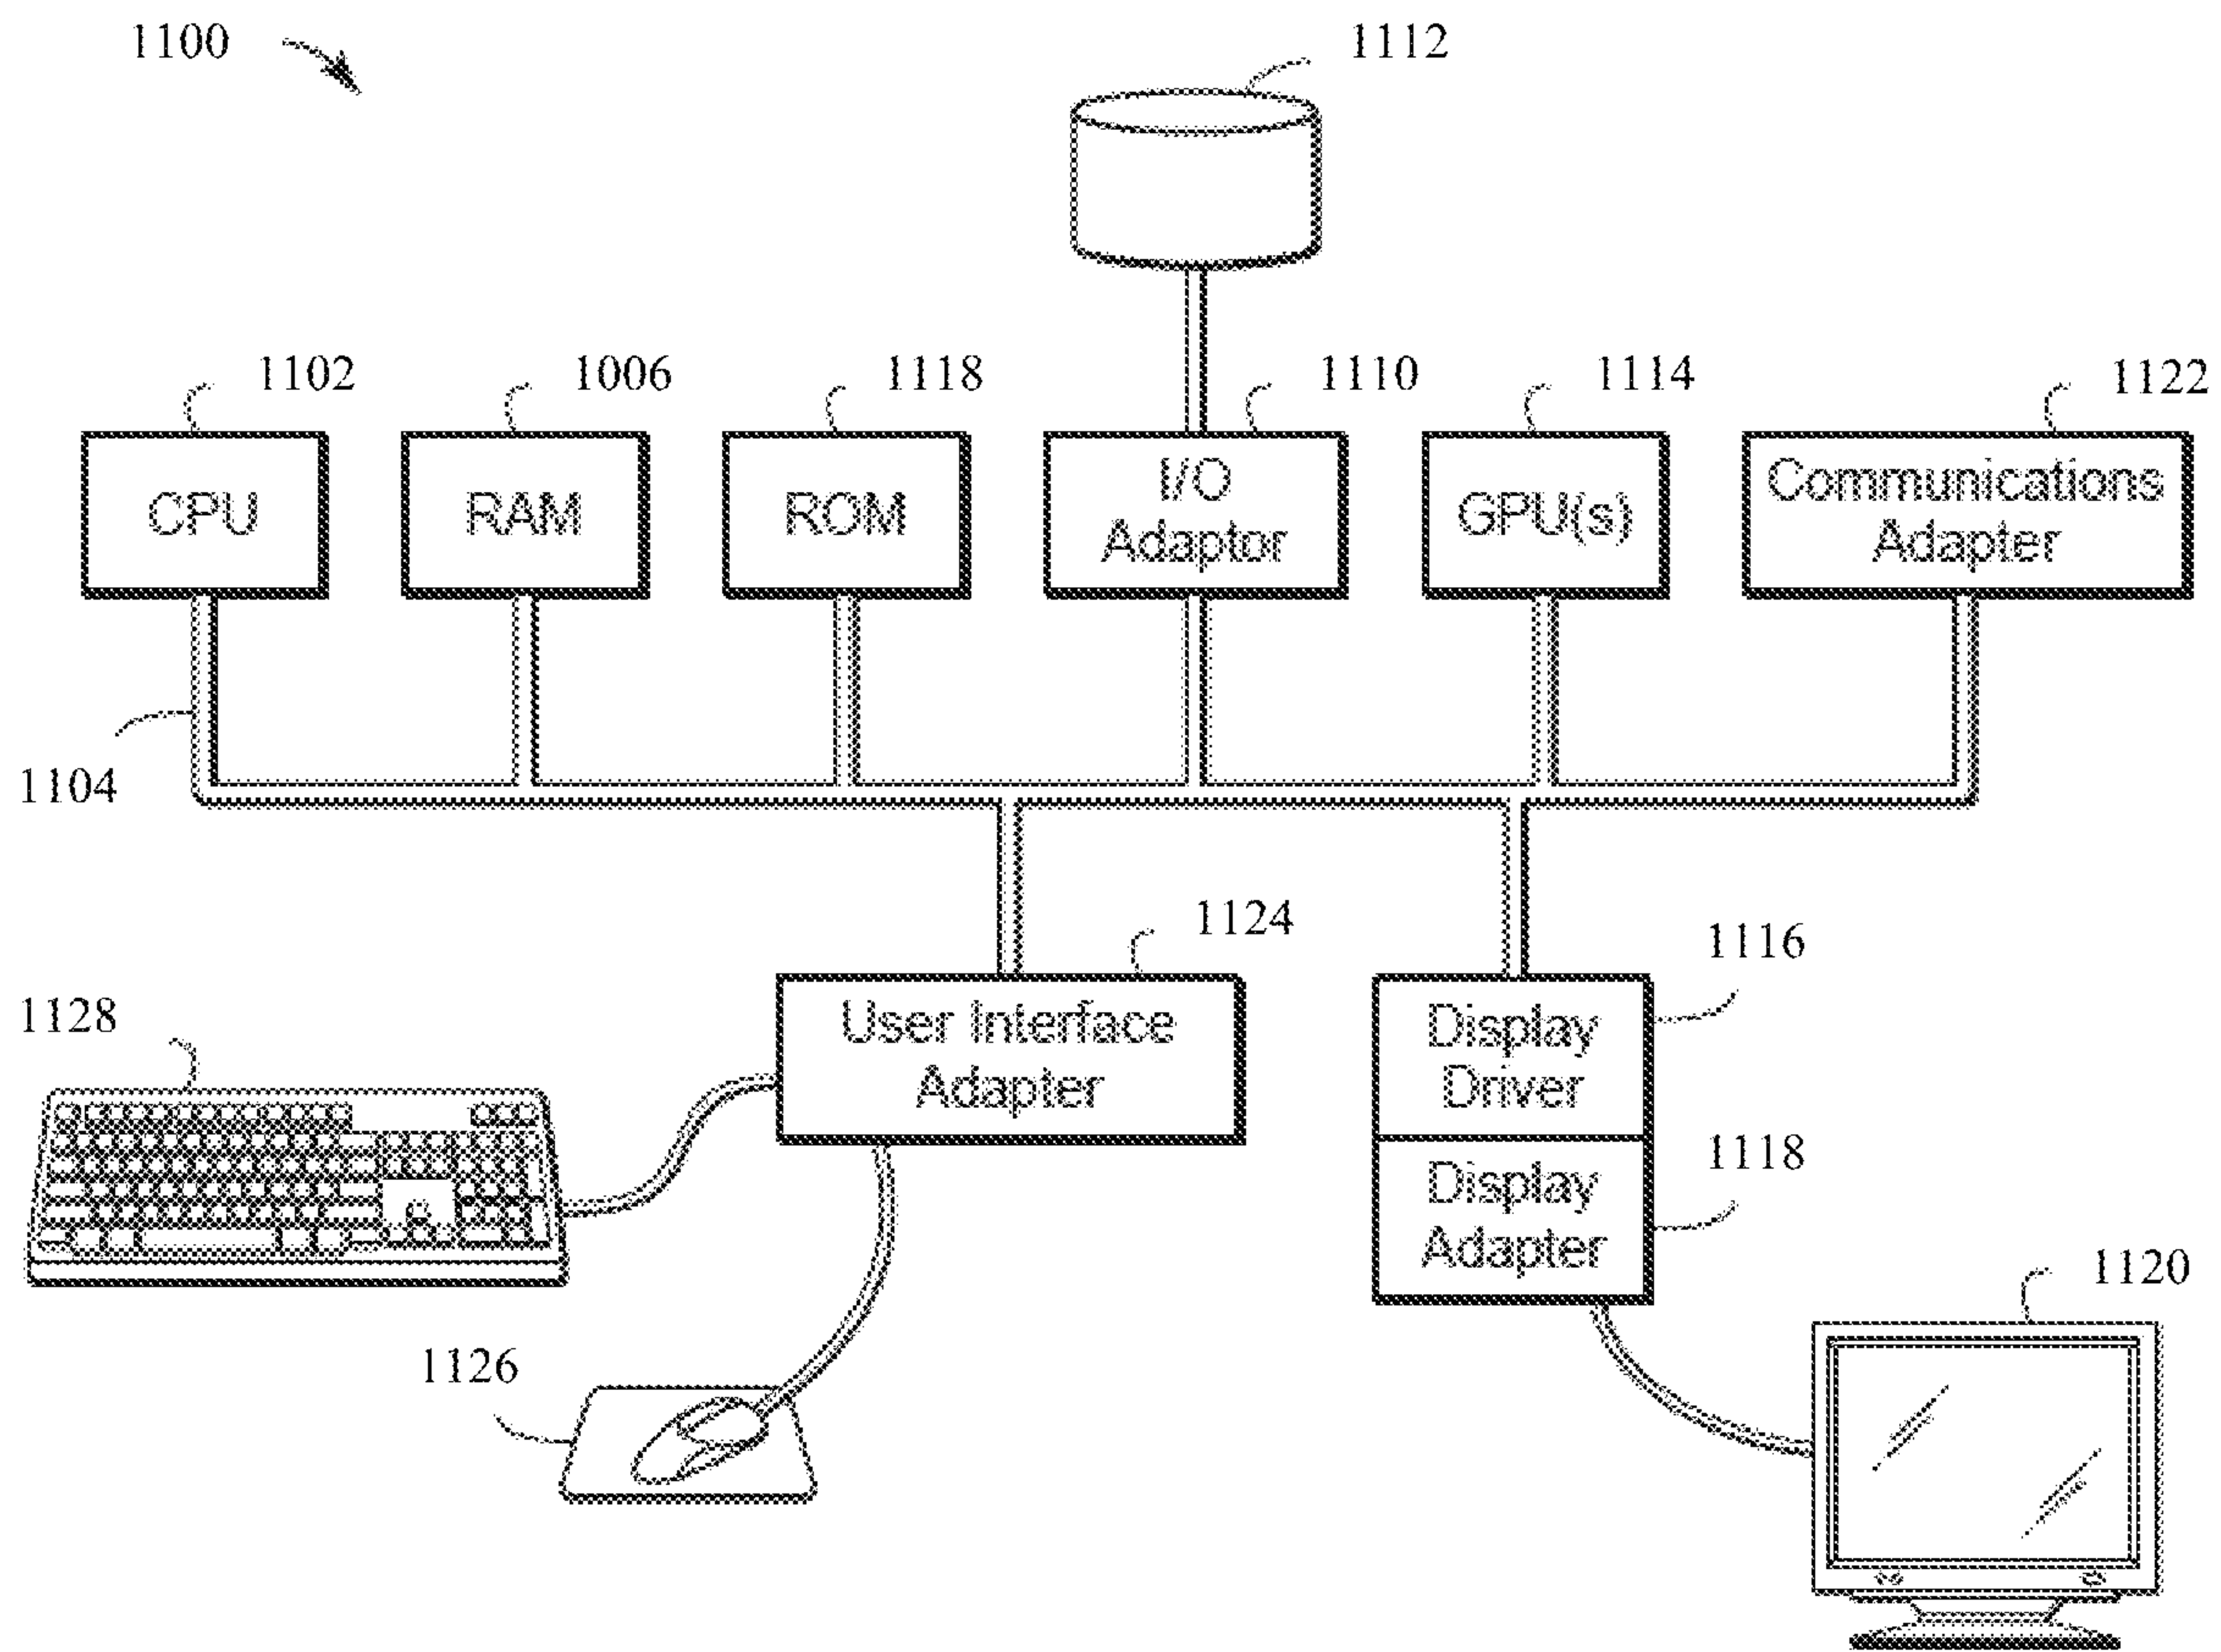 1100
1112
1102
1006
1118
1110
1114
1122
CPU
RAM
ROM
I/O
Adaptor
GPU(s)
Communications
Adapter
1104
1124
1116
1128
User Interface
Adapter
Display
Driver
1118
Display
Adapter
1120
1126